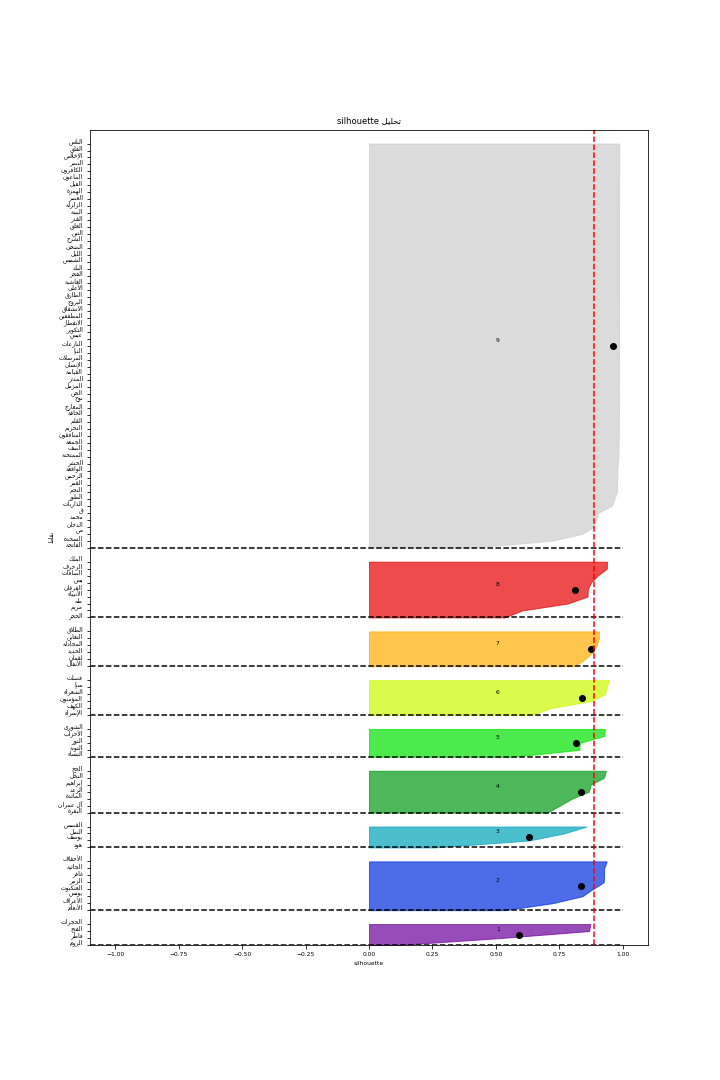 تحليل silhouette
الناس
الفلق
الإخلاص
النصر
الكافرون
الماعون
الفيل
الهمزة
العصر
الزلزلة
البينة
القدر
العلق
التين
الشرح
الضحى
الليل
الشمس
البلد
الفجر
الغاشية
الأعلى
الطارق
البروج
الانشقاق
المطففين
الانفطار
التكوير
عبس
النازعات
النبأ
المرسلات
الإنسان
القيامة
المدثر
المزمل
الجن
نوح
المعارج
الحاقة
القلم
التحريم
المنافقون
الجمعة
الصف
الممتحنة
الحشر
الواقعة
الرحمن
القمر
النجم
الطور
الذاريات
ق
محمد
الدخان
ص
السجدة
الفاتحة
9
الملك
الزخرف
الصافات
يس
الفرقان
الأنبياء
طه
مريم
الحجر
8
الطلاق
التغابن
المجادلة
الحديد
لقمان
الأنفال
7
فصلت
سبأ
الشعراء
المؤمنون
الكهف
الإسراء
6
الشورى
الأحزاب
النور
التوبة
النساء
5
الحج
النحل
إبراهيم
الرعد
المائدة
آل عمران
البقرة
4
القصص
النمل
يوسف
هود
3
الأحقاف
الجاثية
غافر
الزمر
العنكبوت
يونس
الأعراف
الأنعام
2
الحجرات
الفتح
فاطر
الروم
1
نقاط
−1.00 −0.75 −0.50 −0.25 0.00 0.25 0.50 0.75 1.00
silhouette